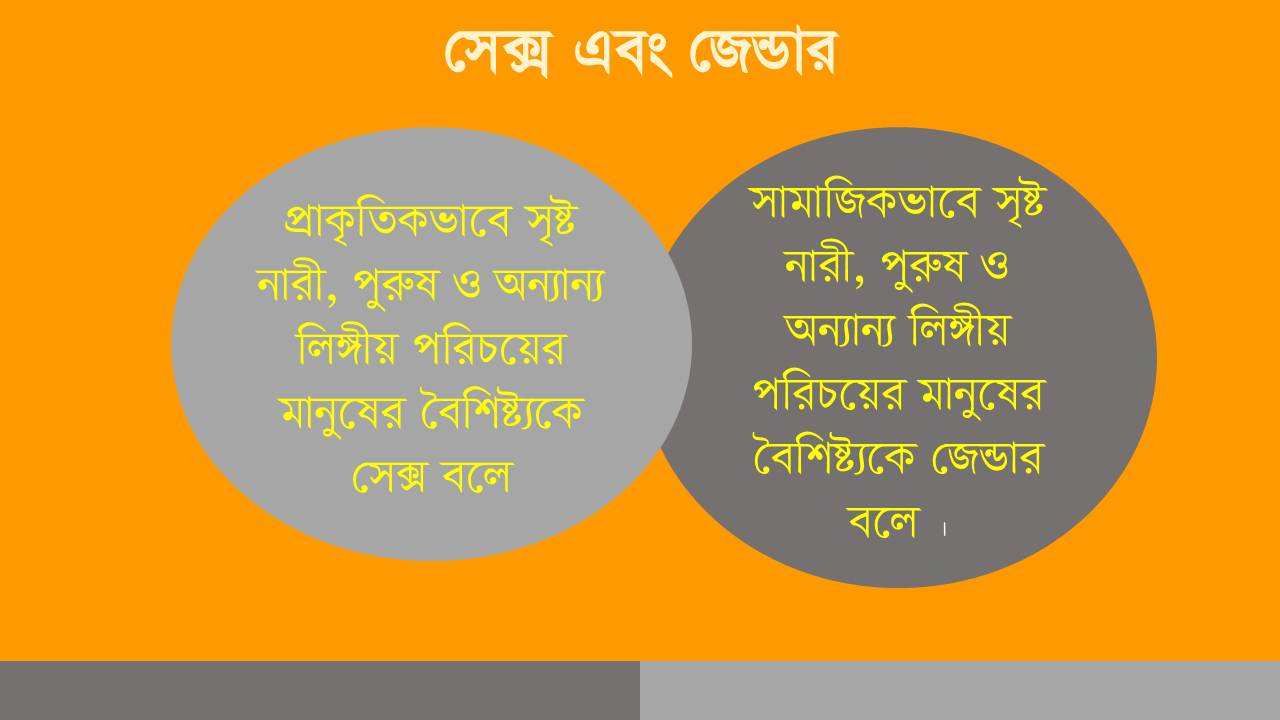 সেক্স এবং জেন্ডার
প্রাকৃতিকভাবে সৃষ্ট
নারী, পুরুষ ও অন্যান্য
লিঙ্গীয় পরিচয়ের
মানুষের বৈশিষ্ট্যকে
সেক্স বলে
সামাজিকভাবে সৃষ্ট
নারী, পুরুষ ও
অন্যান্য লিঙ্গীয়
পরিচয়ের মানুষের
বৈশিষ্ট্যকে জেন্ডার
বলে ।